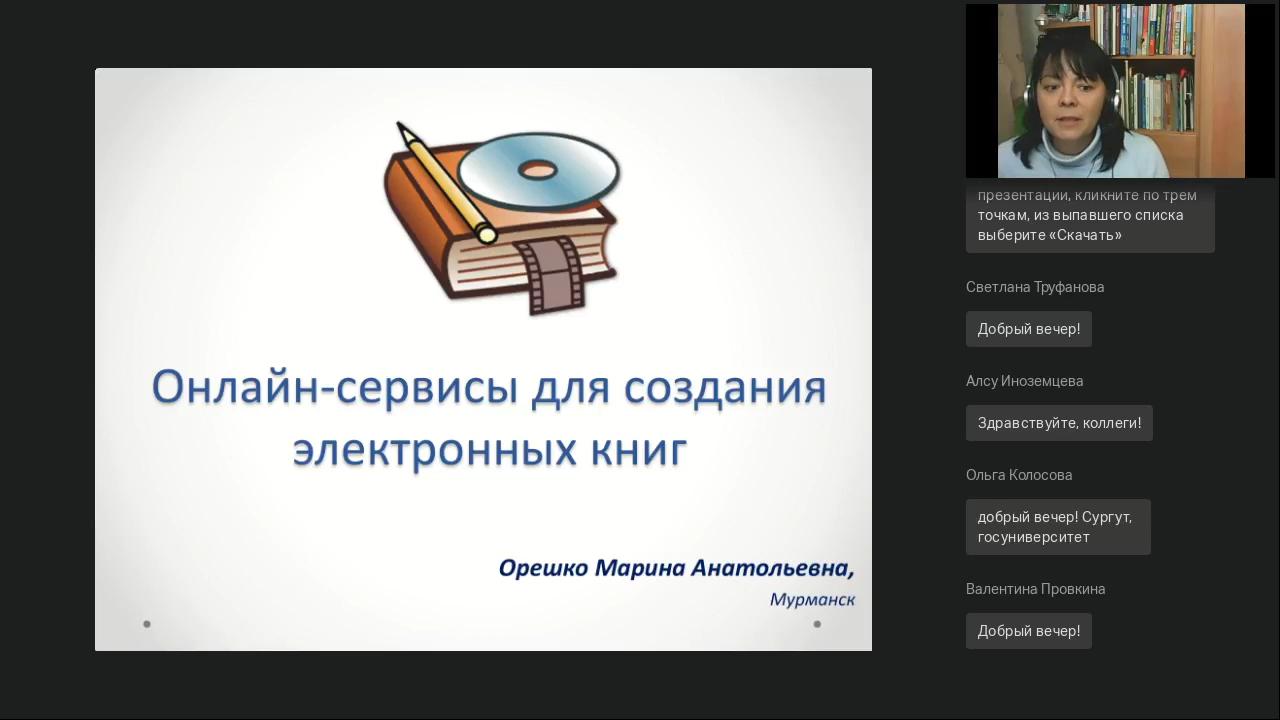 Онлайн-сервисы для создания
электронных книг
Орешко Марина Анатольевна,
Мурманск
презентации, кликните по трем
точкам, из выпавшего списка
выберите «Скачать»
Светлана Труфанова
Добрый вечер!
Алсу Иноземцева
Здравствуйте, коллеги!
Ольга Колосова
добрый вечер! Сургут,
госуниверситет
Валентина Провкина
Добрый вечер!